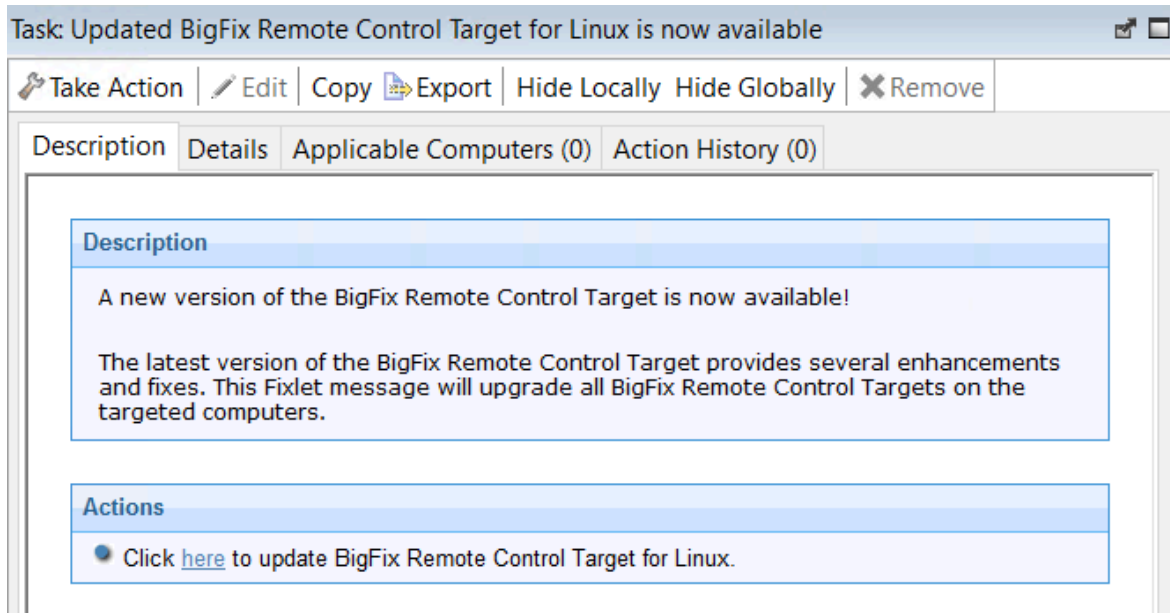 Task: Updated BigFix Remote Control Target for Linux is now available
Take Action Edit Copy Export Hide Locally Hide Globally Remove
Description Details Applicable Computers (0) Action History (0)
Description
A new version of the BigFix Remote Control Target is now available!
The latest version of the BigFix Remote Control Target provides several enhancements
and fixes. This Fixlet message will upgrade all BigFix Remote Control Targets on the
targeted computers.
Actions
Click here to update BigFix Remote Control Target for Linux.